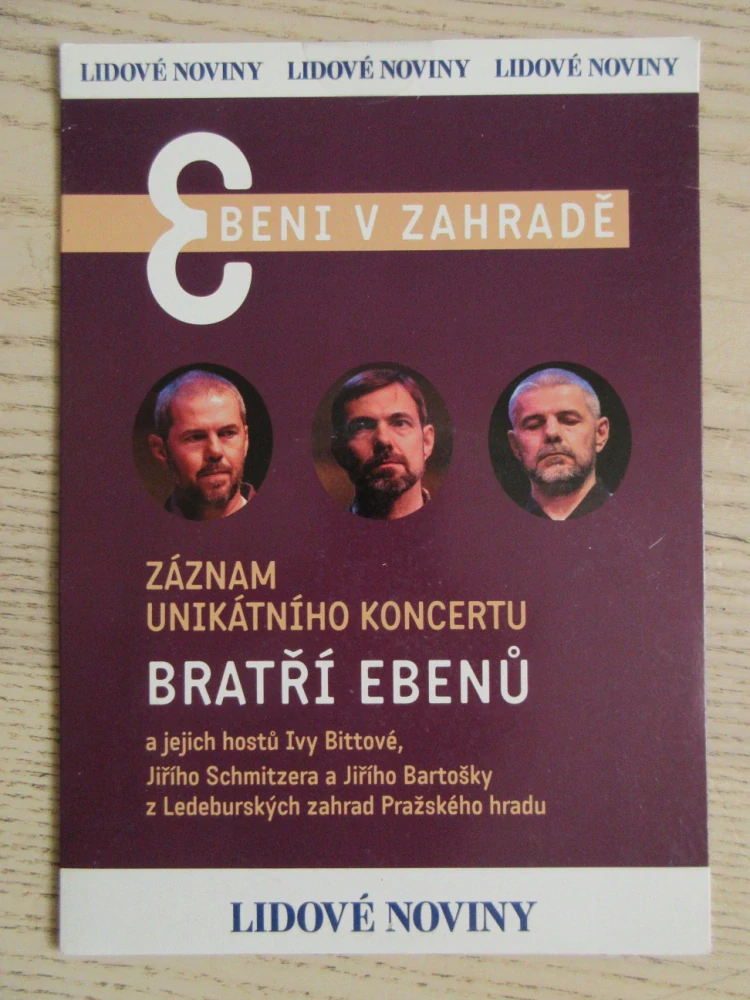 LIDOVÉ NOVINY LIDOVÉ NOVINY LIDOVÉ NOVINY
EBENI V ZAHRADĚ
ZÁZNAM
UNIKÁTNÍHO KONCERTU
BRATŘÍ EBENŮ
a jejich hostů Ivy Bittové,
Jiřího Schmitzera a Jiřího Bartošky
z Ledeburských zahrad Pražského hradu
LIDOVÉ NOVINY